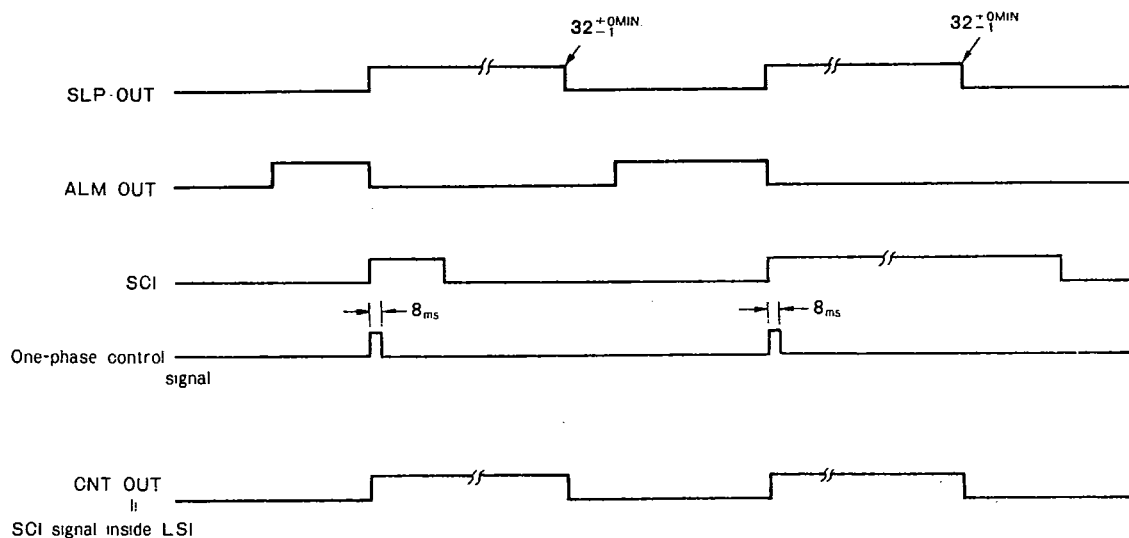 32 +0MIN. -1
32 +0MIN. -1
SLP OUT
ALM OUT
SCI
8ms
8ms
One-phase control
signal
CNT OUT
||
SCI signal inside LSI